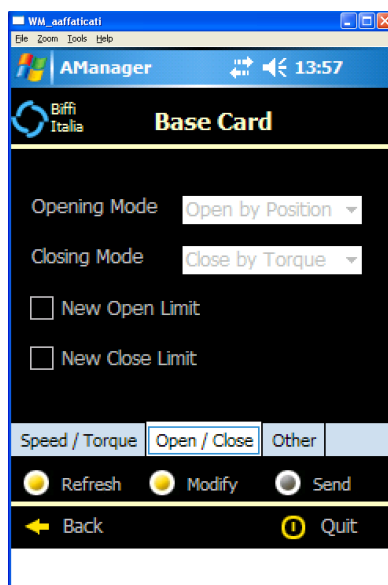 WM_aaffaticati
File Zoom Tools Help
AManager 13:57
Biffi
Italia
Base Card
Opening Mode Open by Position
Closing Mode Close by Torque
New Open Limit
New Close Limit
Speed / Torque Open / Close Other
Refresh Modify Send
Back Quit